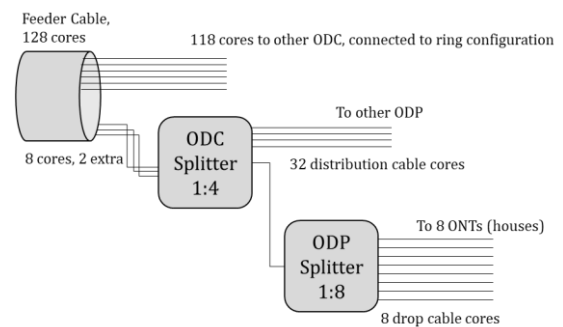 Feeder Cable,
128 cores
118 cores to other ODC, connected to ring configuration
To other ODP
ODC
Splitter
1:4
8 cores, 2 extra
32 distribution cable cores
To 8 ONTs (houses)
ODP
Splitter
1:8
8 drop cable cores